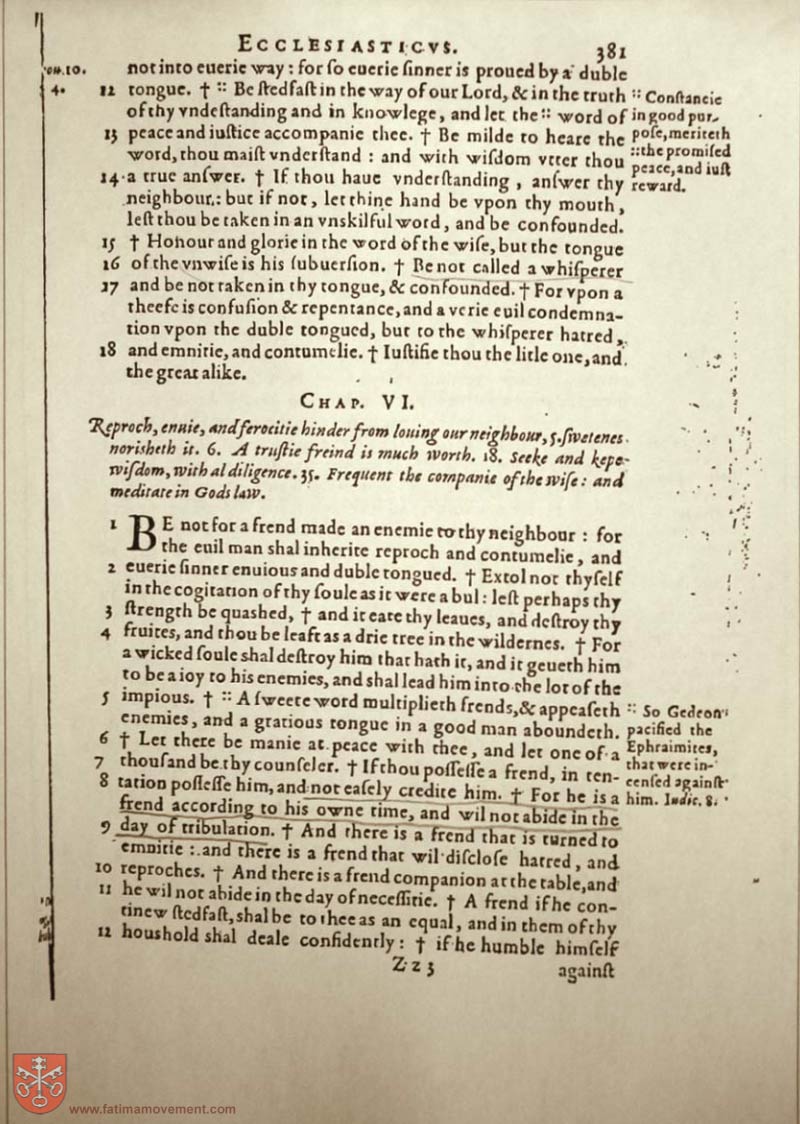 ECCLESIASTICVS. 381
not into euerie way : for ſo euerie ſinner is proued by a duble
12 tongue. † :: Be ſtedfaſt in the way of our Lord, & in the truth
of thy vndeſtanding and in knowlege, and let the :: word of
13 peace and iuſtice accompanie thee. † Be milde to heare the
word, thou maiſt vnderſtand : and with wiſdom vtter thou
14 a true anſwer. † If thou haue vnderſtanding, anſwer thy
neighbour : but if not, let thine hand be vpon thy mouth,
leſt thou be taken in an vnskilful word, and be confounded.
15 † Honour and glorie in the word of the wiſe, but the tongue
16 of the vnwiſe is his ſubuerſion. † Be not called a whiſperer
17 and be not taken in thy tongue, & confounded. † For vpon a
theefe is confuſion & repentance, and a verie euil condemna-
tion vpon the duble tongued, but to the whiſperer hatred,
18 and emnitie, and contumelie. † Iuſtifie thou the litle one, and
the great alike.
10.
4.
:: Conſtancie
in good pur-
poſe, meriteth
:: the promiſed
peace, and iuſt
reward.
CHAP. VI.
Reproch, enuie, and ferocitie hinder from louing our neighbour, 5. ſwetenes
norisheth it. 6. A truſtie freind is much worth. 18. Seeke and kepe
wiſdom, with al diligence. 35. Frequent the companie of the wiſe : and
meditate in Gods law.
1 BE not for a frend made an enemie to thy neighbour : for
the euil man shal inherite reproch and contumelie, and
2 euerie ſinner enuious and duble tongued. † Extol not thyſelf
in the cogitation of thy ſoule as it were a bul : leſt perhaps thy
3 ſtrength be quashed, † and it eate thy leaues, and deſtroy thy
4 fruites, and thou be leaft as a drie tree in the wildernes. † For
a wicked ſoule shal deſtroy him that hath it, and it geueth him
to be a ioy to his enemies, and shal lead him into the lot of the
5 impious. † :: A ſweete word multiplieth frends, & appeaſeth
enemies, and a gratious tongue in a good man aboundeth.
6 † Let there be manie at peace with thee, and let one of a
7 thouſand be thy counſeler. † If thou poſſeſſe a frend, in ten-
8 tation poſſeſſe him, and not eaſely credite him. † For he is a
frend according to his owne time, and wil not abide in the
9 day of tribulation. † And there is a frend that is turned to
emnitie : and there is a frend that wil diſcloſe hatred, and
10 reproches. † And there is a frend companion at the table, and
11 he wil not abide in the day of neceſſitie. † A frend if he con-
tinew ſtedfaſt, shal be to thee as an equal, and in them of thy
12 houshold shal deale confidently : † if he humble himſelf
:: So Gedeon
pacified the
Ephraimites,
that were in-
cenſed againſt
him. Iudic. 8.
Zz 3 againſt
www.fatimamovement.com